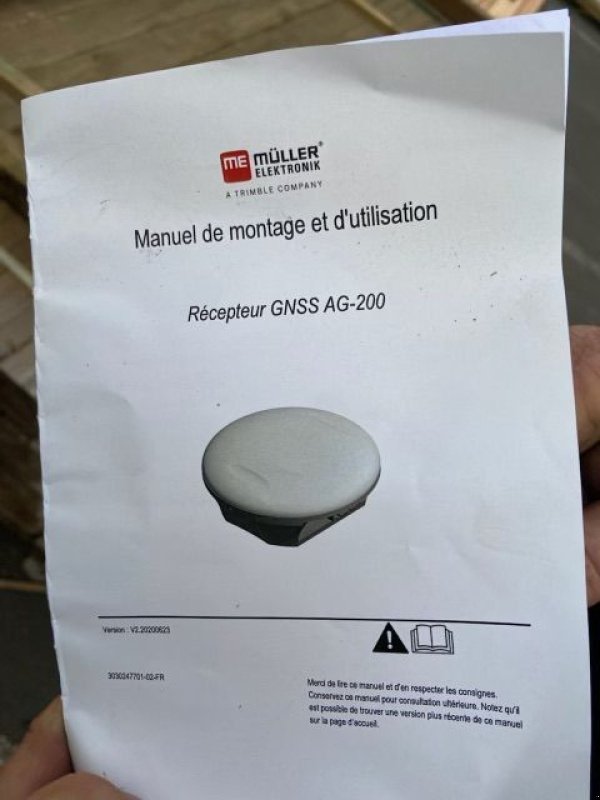 ME MÜLLER®
ELEKTRONIK
A TRIMBLE COMPANY
Manuel de montage et d'utilisation
Récepteur GNSS AG-200
Version : V2.20200623
3030247701-02-FR
Merci de lire ce manuel et d'en respecter les consignes.
Conservez ce manuel pour consultation ultérieure. Notez qu'il
est possible de trouver une version plus récente de ce manuel
sur la page d'accueil.